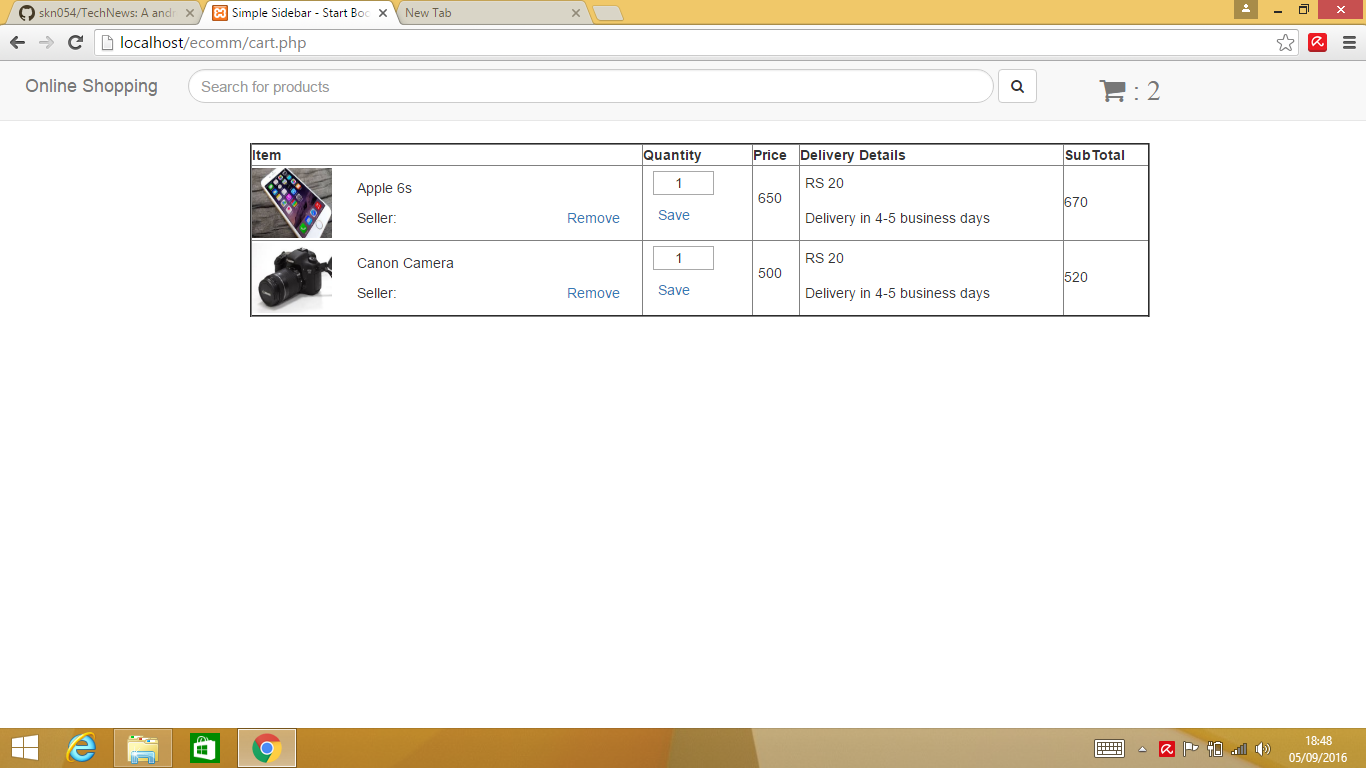 skn054/TechNews: A andr
Simple Sidebar - Start Boo
New Tab
localhost/ecomm/cart.php
Online Shopping
Search for products
: 2
Item Quantity Price Delivery Details SubTotal
Apple 6s 1 650 RS 20 670
Seller: Remove Save Delivery in 4-5 business days
Canon Camera 1 500 RS 20 520
Seller: Remove Save Delivery in 4-5 business days
18:48
05/09/2016